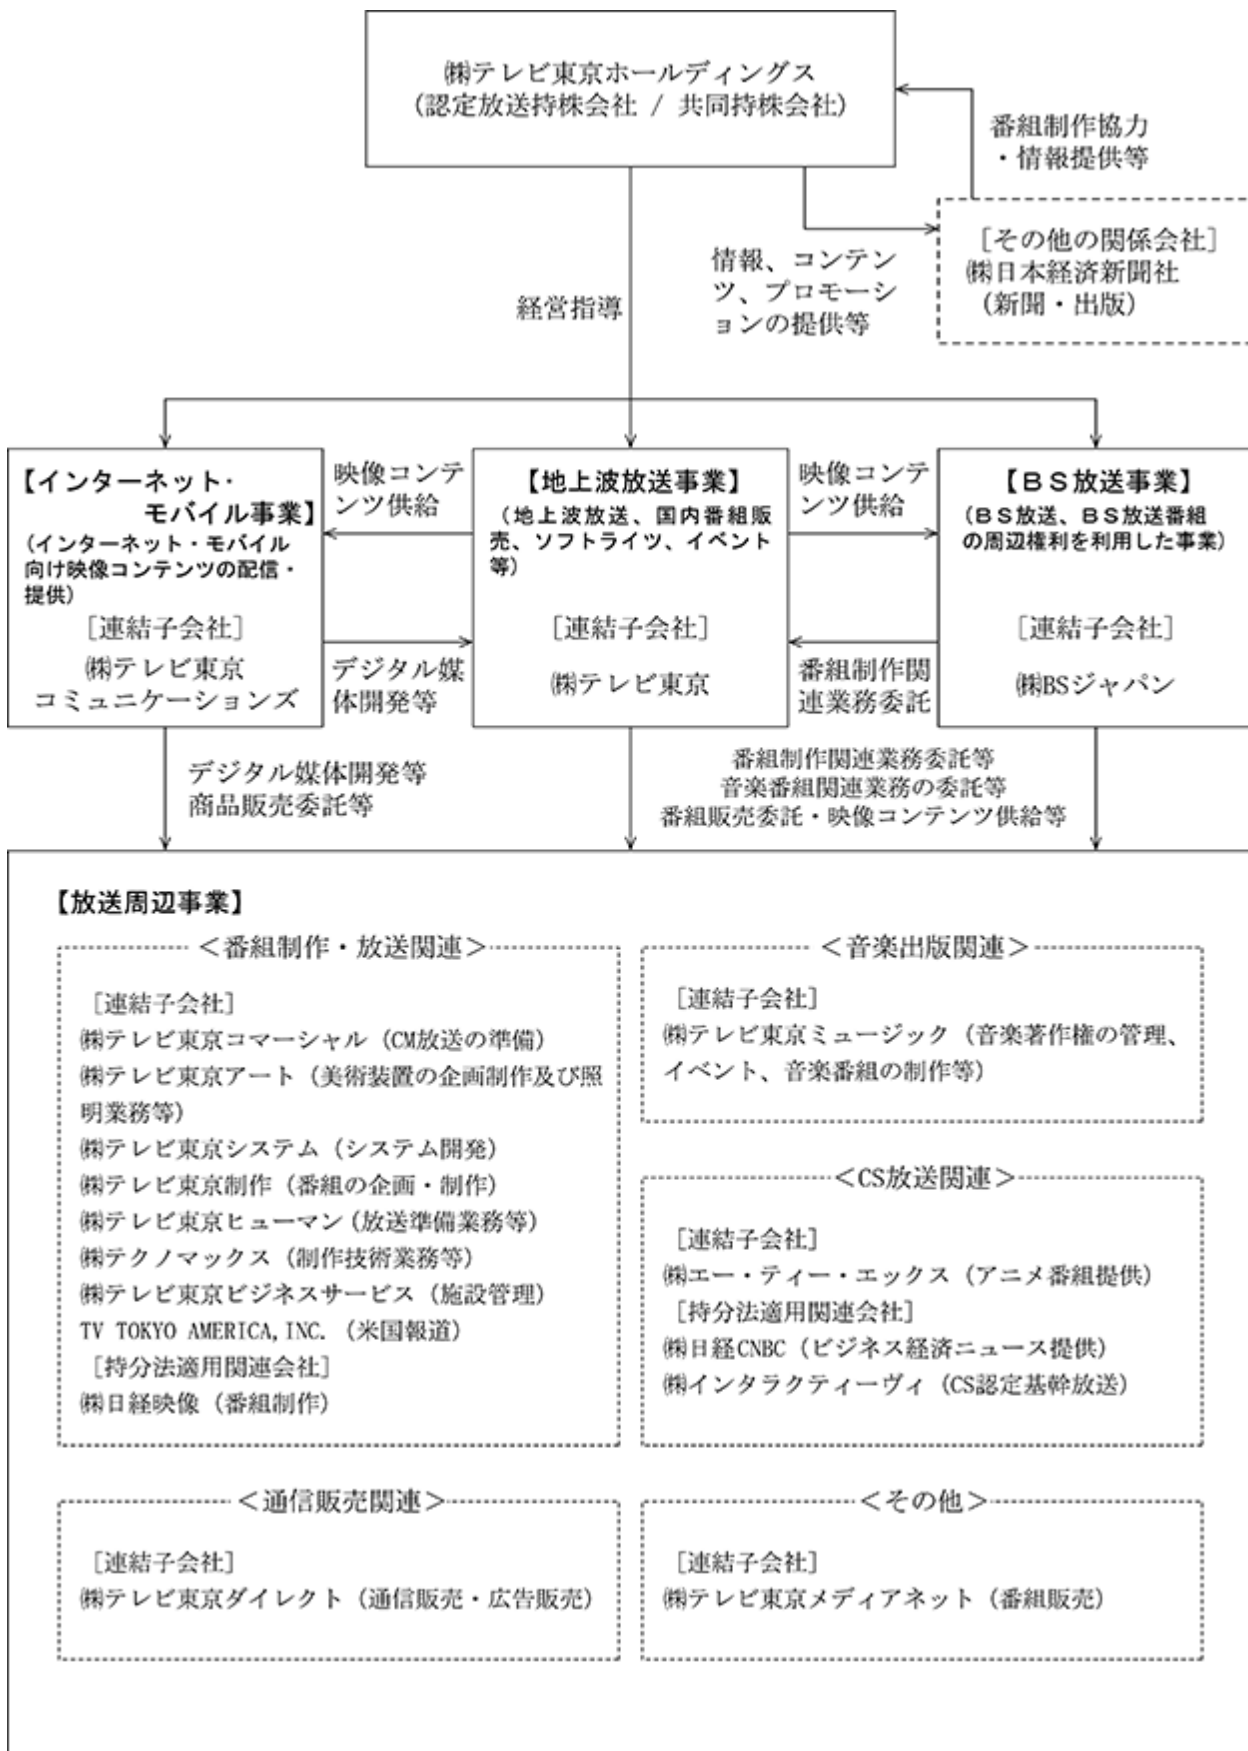 ㈱テレビ東京ホールディングス
(認定放送持株会社 / 共同持株会社)
番組制作協力
・情報提供等
[その他の関係会社]
㈱日本経済新聞社
(新聞・出版)
情報、コンテン
ツ、プロモーシ
ョンの提供等
経営指導
【インターネット・
モバイル事業】
(インターネット・モバイル
向け映像コンテンツの配信・
提供)
[連結子会社]
㈱テレビ東京
コミュニケーションズ
映像コンテ
ンツ供給
デジタル媒
体開発等
【地上波放送事業】
(地上波放送、国内番組販
売、ソフトライツ、イベント
等)
[連結子会社]
㈱テレビ東京
映像コンテ
ンツ供給
番組制作関
連業務委託
【BS放送事業】
(BS放送、BS放送番組
の周辺権利を利用した事業)
[連結子会社]
㈱BSジャパン
デジタル媒体開発等
商品販売委託等
番組制作関連業務委託等
音楽番組関連業務の委託等
番組販売委託・映像コンテンツ供給等
【放送周辺事業】
<番組制作・放送関連>
[連結子会社]
㈱テレビ東京コマーシャル (CM放送の準備)
㈱テレビ東京アート (美術装置の企画制作及び照
明業務等)
㈱テレビ東京システム (システム開発)
㈱テレビ東京制作 (番組の企画・制作)
㈱テレビ東京ヒューマン (放送準備業務等)
㈱テクノマックス (制作技術業務等)
㈱テレビ東京ビジネスサービス (施設管理)
TV TOKYO AMERICA, INC. (米国報道)
[持分法適用関連会社]
㈱日経映像 (番組制作)
<音楽出版関連>
[連結子会社]
㈱テレビ東京ミュージック (音楽著作権の管理、
イベント、音楽番組の制作等)
<CS放送関連>
[連結子会社]
㈱エー・ティー・エックス (アニメ番組提供)
[持分法適用関連会社]
㈱日経CNBC (ビジネス経済ニュース提供)
㈱インタラクティーヴィ (CS認定基幹放送)
<通信販売関連>
[連結子会社]
㈱テレビ東京ダイレクト (通信販売・広告販売)
<その他>
[連結子会社]
㈱テレビ東京メディアネット (番組販売)